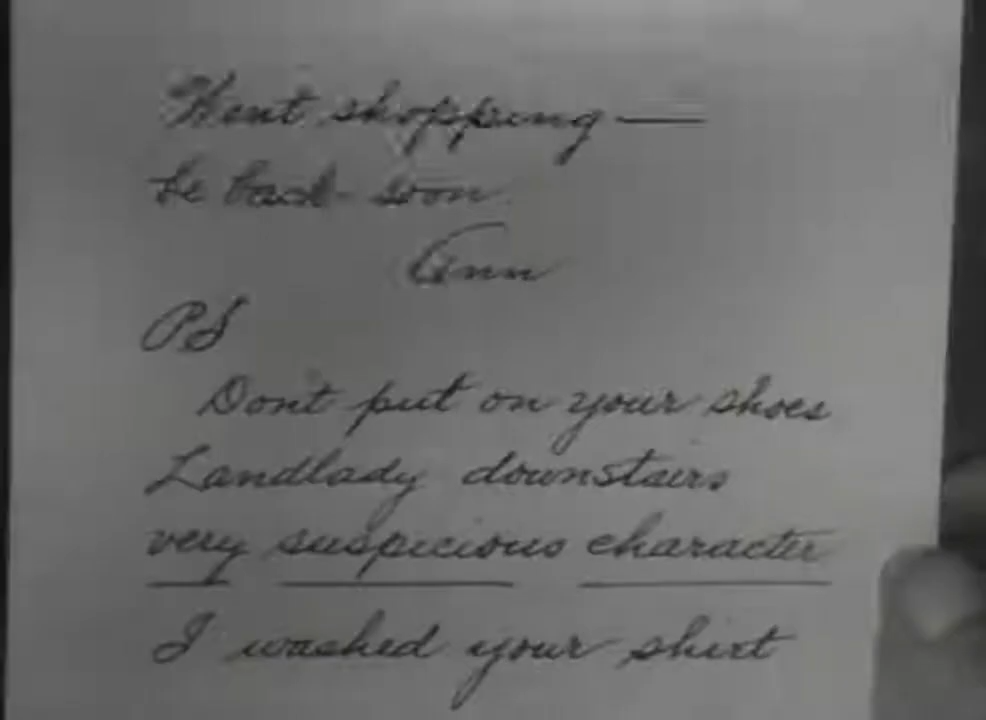 Went shopping —
be back soon
Ann
PS
Dont put on your shoes
Landlady downstairs
very suspicious character
I washed your shirt